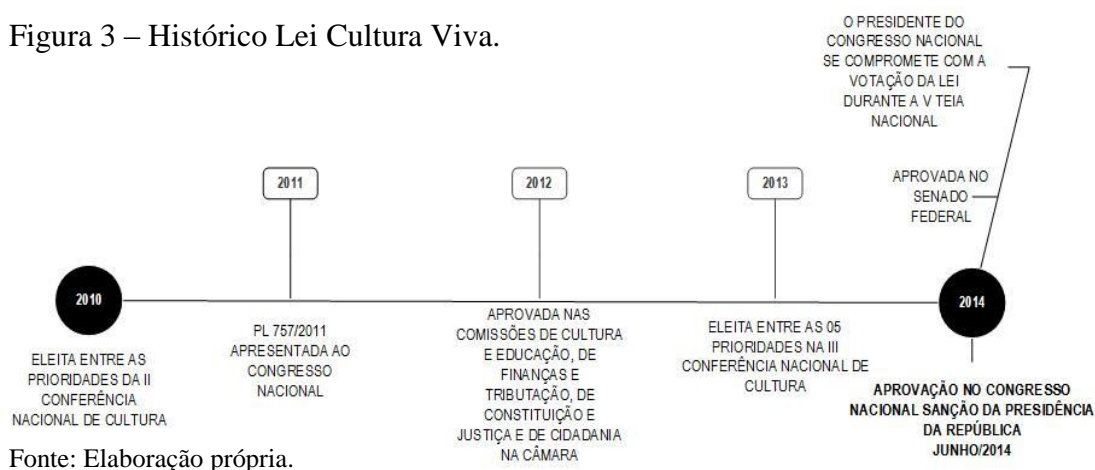 Figura 3 – Histórico Lei Cultura Viva.
O PRESIDENTE DO
CONGRESSO NACIONAL
SE COMPROMETE COM A
VOTAÇÃO DA LEI
DURANTE A V TEIA
NACIONAL
APROVADA NO
SENADO
FEDERAL
2010
2011
2012
2013
2014
ELEITA ENTRE AS
PRIORIDADES DA II
CONFERÊNCIA
NACIONAL DE CULTURA
PL 757/2011
APRESENTADA AO
CONGRESSO
NACIONAL
APROVADA NAS
COMISSÕES DE CULTURA
E EDUCAÇÃO, DE
FINANÇAS E
TRIBUTAÇÃO, DE
CONSTITUIÇÃO E
JUSTIÇA E DE CIDADANIA
NA CÂMARA
ELEITA ENTRE AS 05
PRIORIDADES NA III
CONFERÊNCIA NACIONAL DE
CULTURA
APROVAÇÃO NO CONGRESSO
NACIONAL SANÇÃO DA PRESIDÊNCIA
DA REPÚBLICA
JUNHO/2014
Fonte: Elaboração própria.